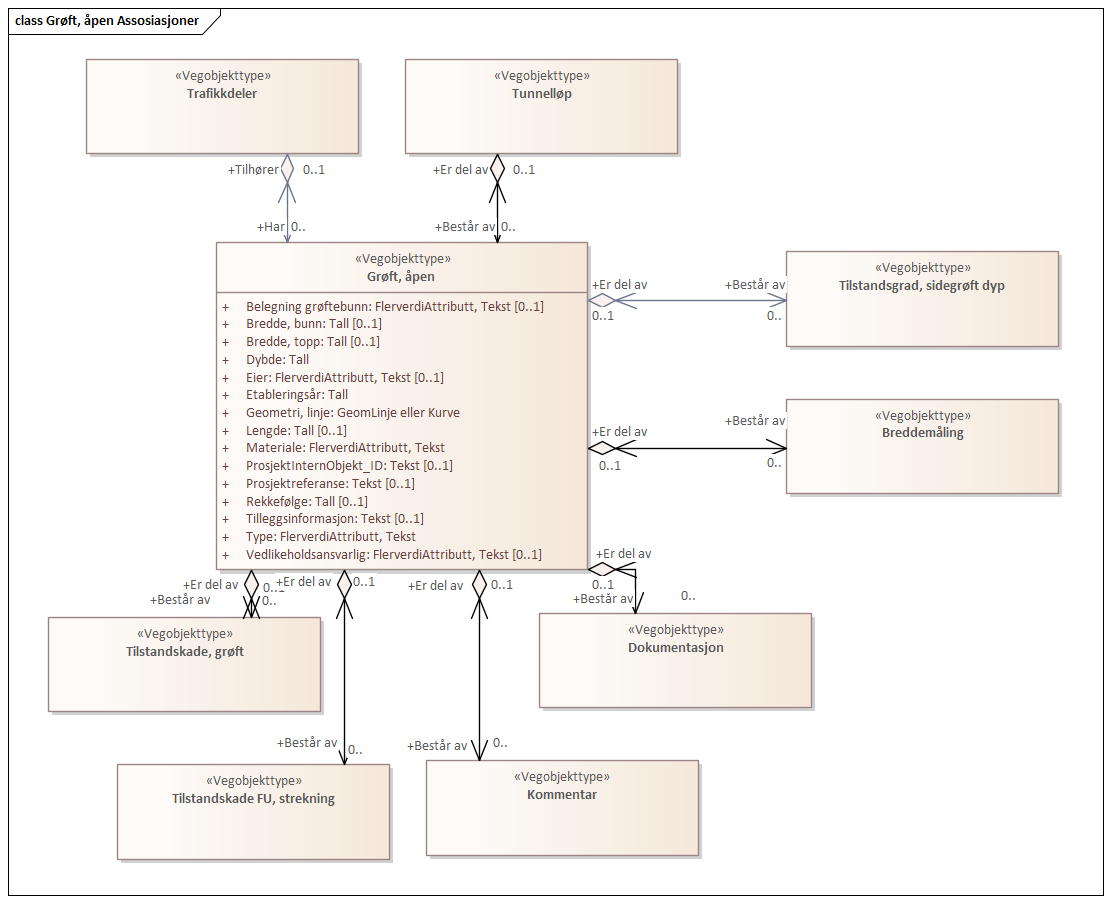 class Grøft, åpen Assosiasjoner
«Vegobjekttype»
Trafikkdeler
«Vegobjekttype»
Tunnelløp
+Tilhører
0..1
+Er del av
0..1
+Har
0..
+Består av
0..
«Vegobjekttype»
Grøft, åpen
+ Belegning grøftebunn: FlerverdiAttributt, Tekst [0..1]
+ Bredde, bunn: Tall [0..1]
+ Bredde, topp: Tall [0..1]
+ Dybde: Tall
+ Eier: FlerverdiAttributt, Tekst [0..1]
+ Etableringsår: Tall
+ Geometri, linje: GeomLinje eller Kurve
+ Lengde: Tall [0..1]
+ Materiale: FlerverdiAttributt, Tekst
+ ProsjektInternObjekt_ID: Tekst [0..1]
+ Prosjektreferanse: Tekst [0..1]
+ Rekkefølge: Tall [0..1]
+ Tilleggsinformasjon: Tekst [0..1]
+ Type: FlerverdiAttributt, Tekst
+ Vedlikeholdsansvarlig: FlerverdiAttributt, Tekst [0..1]
+Er del av
0..1
+Består av
0..
«Vegobjekttype»
Tilstandsgrad, sidegrøft dyp
+Er del av
0..1
+Består av
0..
«Vegobjekttype»
Breddemåling
+Er del av
0..1
+Består av
0..
«Vegobjekttype»
Dokumentasjon
+Er del av
0..1
+Består av
0..
«Vegobjekttype»
Tilstandskade, grøft
+Er del av
0..1
+Består av
0..
«Vegobjekttype»
Tilstandskade FU, strekning
+Er del av
0..1
+Består av
0..
«Vegobjekttype»
Kommentar